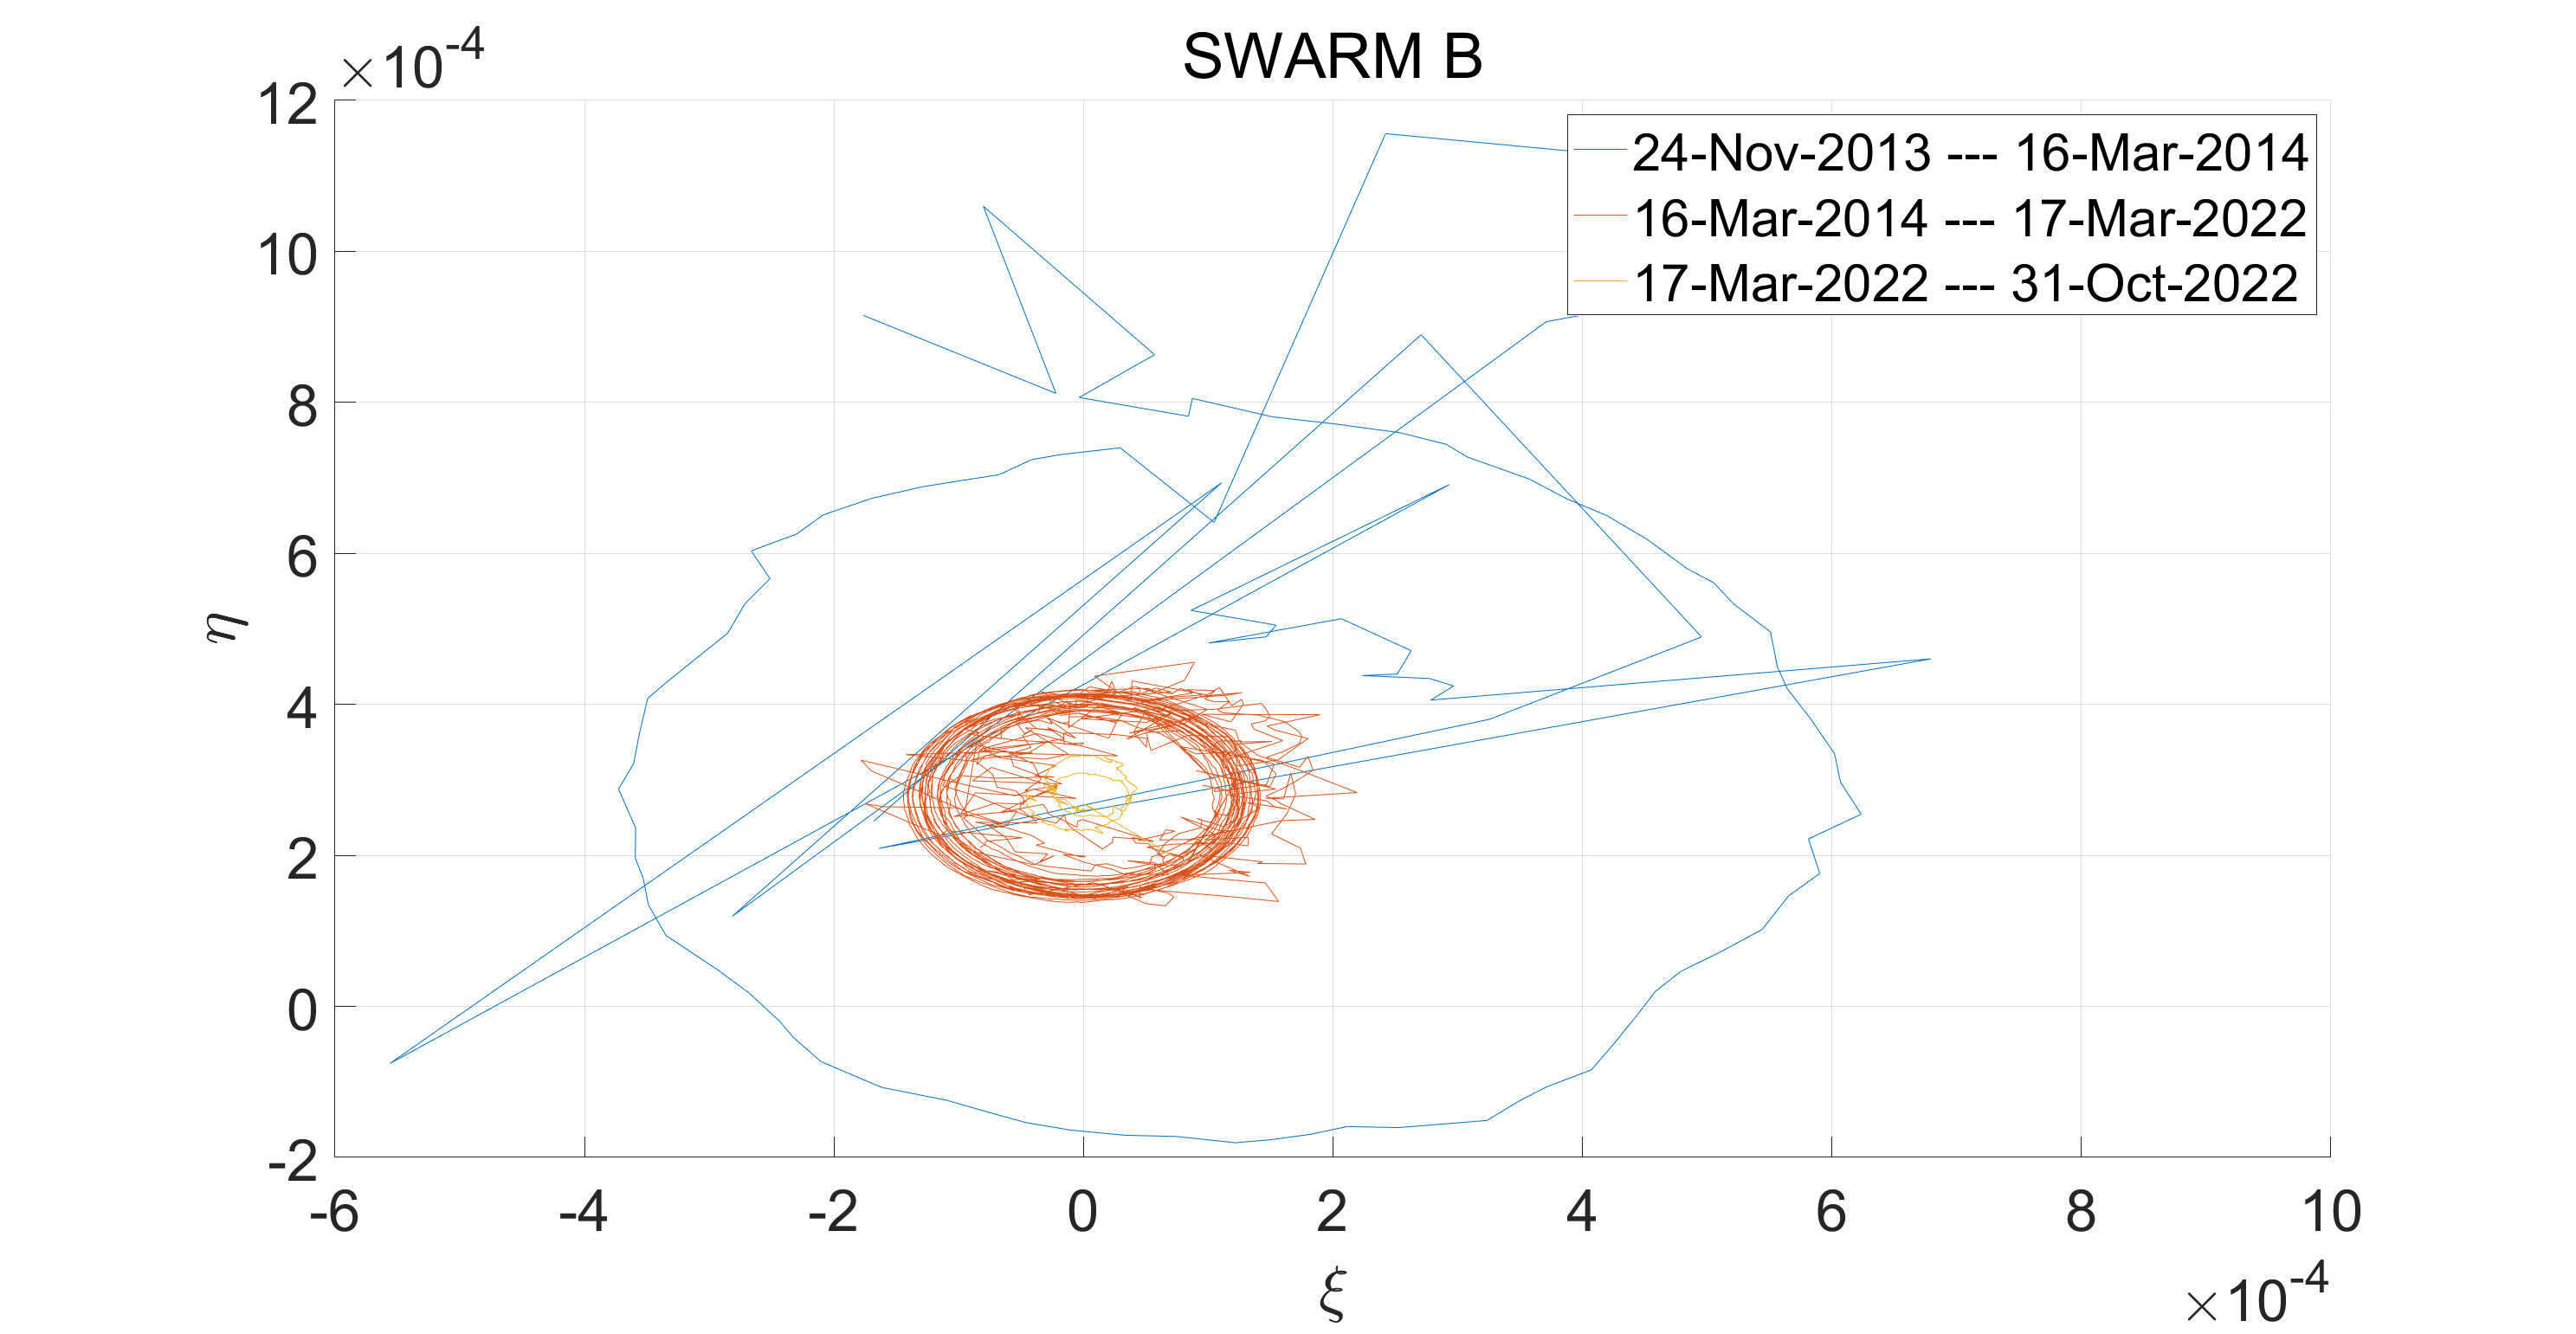 SWARM B
×10-4
12
10
8
6
4
2
0
-2
η
24-Nov-2013 --- 16-Mar-2014
16-Mar-2014 --- 17-Mar-2022
17-Mar-2022 --- 31-Oct-2022
-6 -4 -2 0 2 4 6 8 10
ξ
×10-4